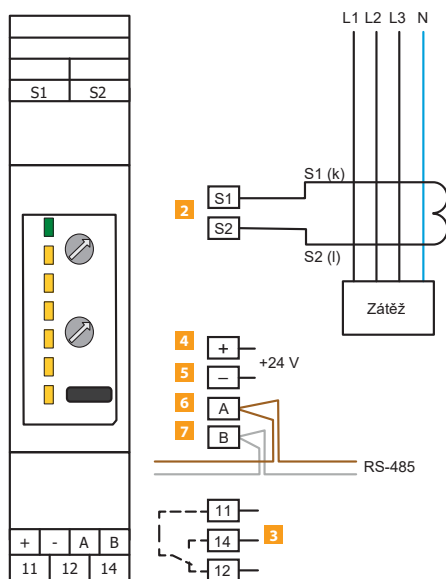 L1 L2 L3 N
S1 S2
S1 (k)
2 S1
S2
S2 (l)
Zátěž
4 +
+24 V
5 –
6 A
7 B
RS-485
11
14 3
12
+ - A B
11 12 14